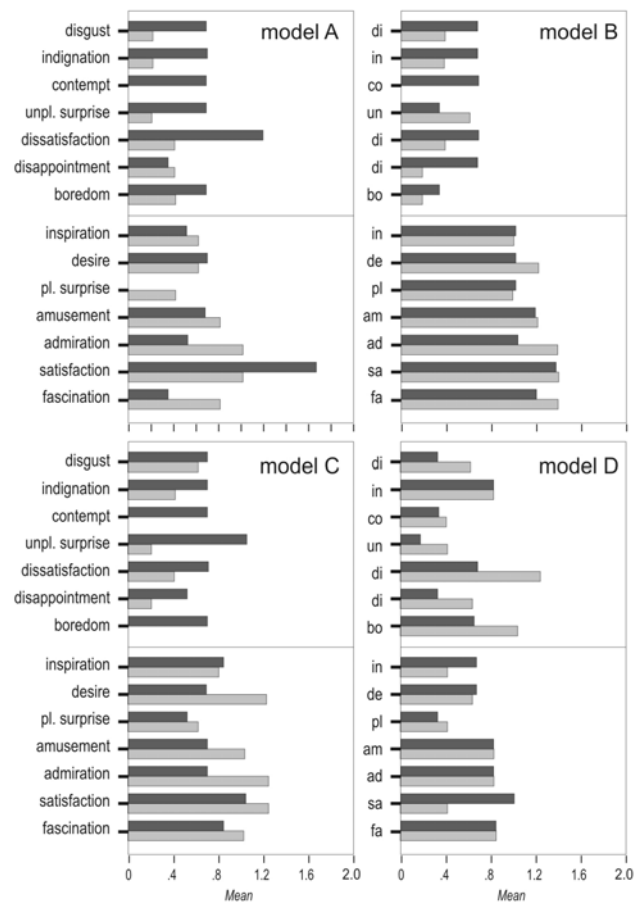 model A
disgust
indignation
contempt
unpl. surprise
dissatisfaction
disappointment
boredom
inspiration
desire
pl. surprise
amusement
admiration
satisfaction
fascination
model B
di
in
co
un
di
di
bo
in
de
pl
am
ad
sa
fa
model C
disgust
indignation
contempt
unpl. surprise
dissatisfaction
disappointment
boredom
inspiration
desire
pl. surprise
amusement
admiration
satisfaction
fascination
0 .4 .8 1.2 1.6 2.0
Mean
model D
di
in
co
un
di
di
bo
in
de
pl
am
ad
sa
fa
0 .4 .8 1.2 1.6 2.0
Mean